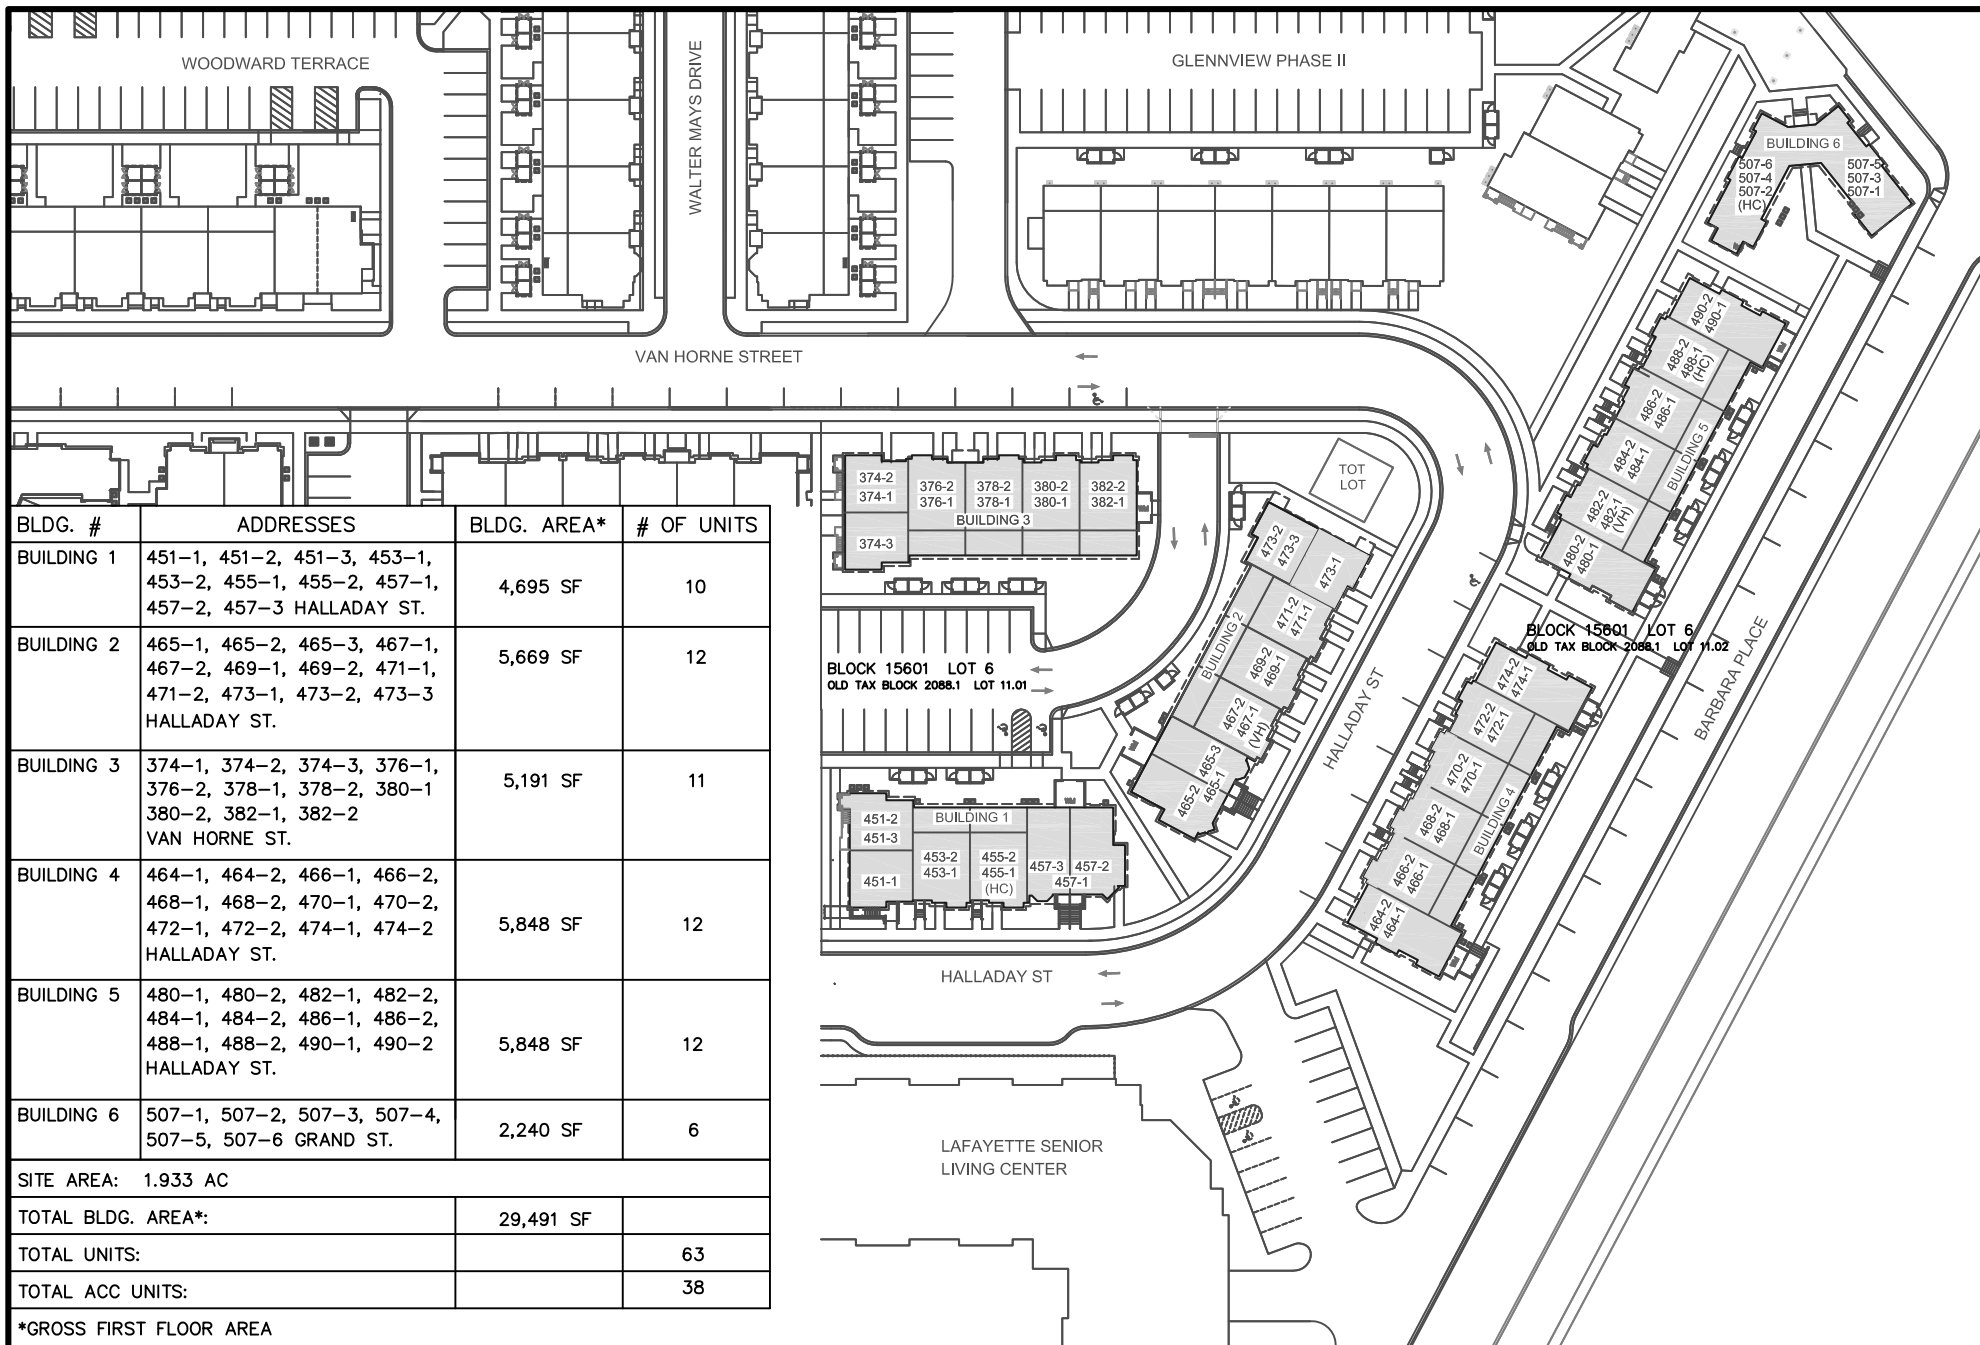 WOODWARD TERRACE
WALTER MAYS DRIVE
GLENNVIEW PHASE II
VAN HORNE STREET
BUILDING 6
507-6
507-4
507-2
(HC)
507-5
507-3
507-1
490-2
490-1
488-2
488-1
(HC)
486-2
486-1
484-2
484-1
482-2
482-1
(VH)
480-2
480-1
BUILDING 5
TOT
LOT
374-2
374-1
374-3
376-2
376-1
378-2
378-1
380-2
380-1
382-2
382-1
BUILDING 3
473-2
473-3
473-1
471-2
471-1
469-2
469-1
467-2
467-1
(VH)
465-3
465-2
465-1
BUILDING 2
BLOCK 15601 LOT 6
OLD TAX BLOCK 2088.1 LOT 11.01
BLOCK 15601 LOT 6
OLD TAX BLOCK 2088.1 LOT 11.02
BARBARA PLACE
HALLADAY ST
474-2
474-1
472-2
472-1
470-2
470-1
468-2
468-1
466-2
466-1
464-2
464-1
BUILDING 4
451-2
451-3
451-1
BUILDING 1
453-2
453-1
455-2
455-1
(HC)
457-3
457-2
457-1
HALLADAY ST
LAFAYETTE SENIOR
LIVING CENTER
BLDG. # ADDRESSES BLDG. AREA* # OF UNITS
BUILDING 1 451-1, 451-2, 451-3, 453-1,
453-2, 455-1, 455-2, 457-1,
457-2, 457-3 HALLADAY ST.
4,695 SF 10
BUILDING 2 465-1, 465-2, 465-3, 467-1,
467-2, 469-1, 469-2, 471-1,
471-2, 473-1, 473-2, 473-3
HALLADAY ST.
5,669 SF 12
BUILDING 3 374-1, 374-2, 374-3, 376-1,
376-2, 378-1, 378-2, 380-1
380-2, 382-1, 382-2
VAN HORNE ST.
5,191 SF 11
BUILDING 4 464-1, 464-2, 466-1, 466-2,
468-1, 468-2, 470-1, 470-2,
472-1, 472-2, 474-1, 474-2
HALLADAY ST.
5,848 SF 12
BUILDING 5 480-1, 480-2, 482-1, 482-2,
484-1, 484-2, 486-1, 486-2,
488-1, 488-2, 490-1, 490-2
HALLADAY ST.
5,848 SF 12
BUILDING 6 507-1, 507-2, 507-3, 507-4,
507-5, 507-6 GRAND ST.
2,240 SF 6
SITE AREA: 1.933 AC
TOTAL BLDG. AREA*: 29,491 SF
TOTAL UNITS: 63
TOTAL ACC UNITS: 38
*GROSS FIRST FLOOR AREA